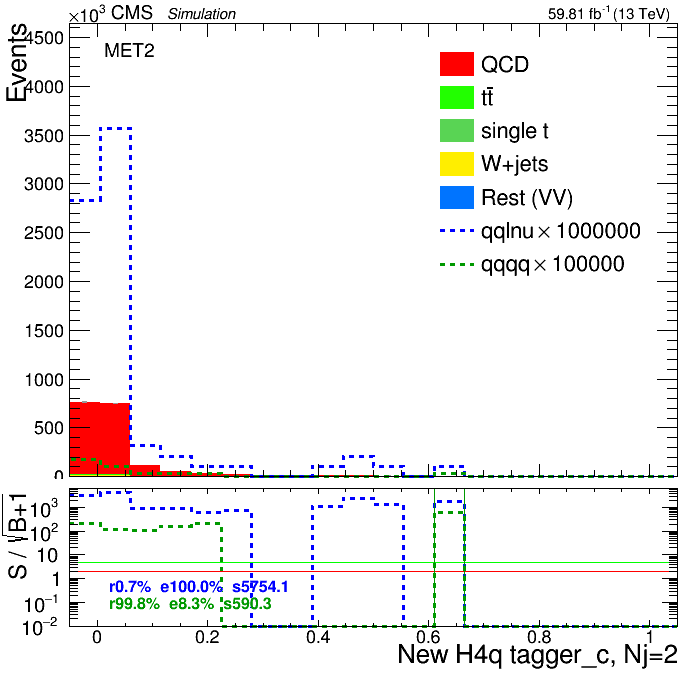 ×10³ CMS Simulation 59.81 fb⁻¹ (13 TeV)
Events
MET2
4500
4000
3500
3000
2500
2000
1500
1000
500
0
QCD
tt̄
single t
W+jets
Rest (VV)
qqlnu × 1000000
qqqq × 100000
S / √B+1
10³
10²
10
1
10⁻¹
10⁻²
r0.7% e100.0% s5754.1
r99.8% e8.3% s590.3
0 0.2 0.4 0.6 0.8 1
New H4q tagger_c, Nj=2